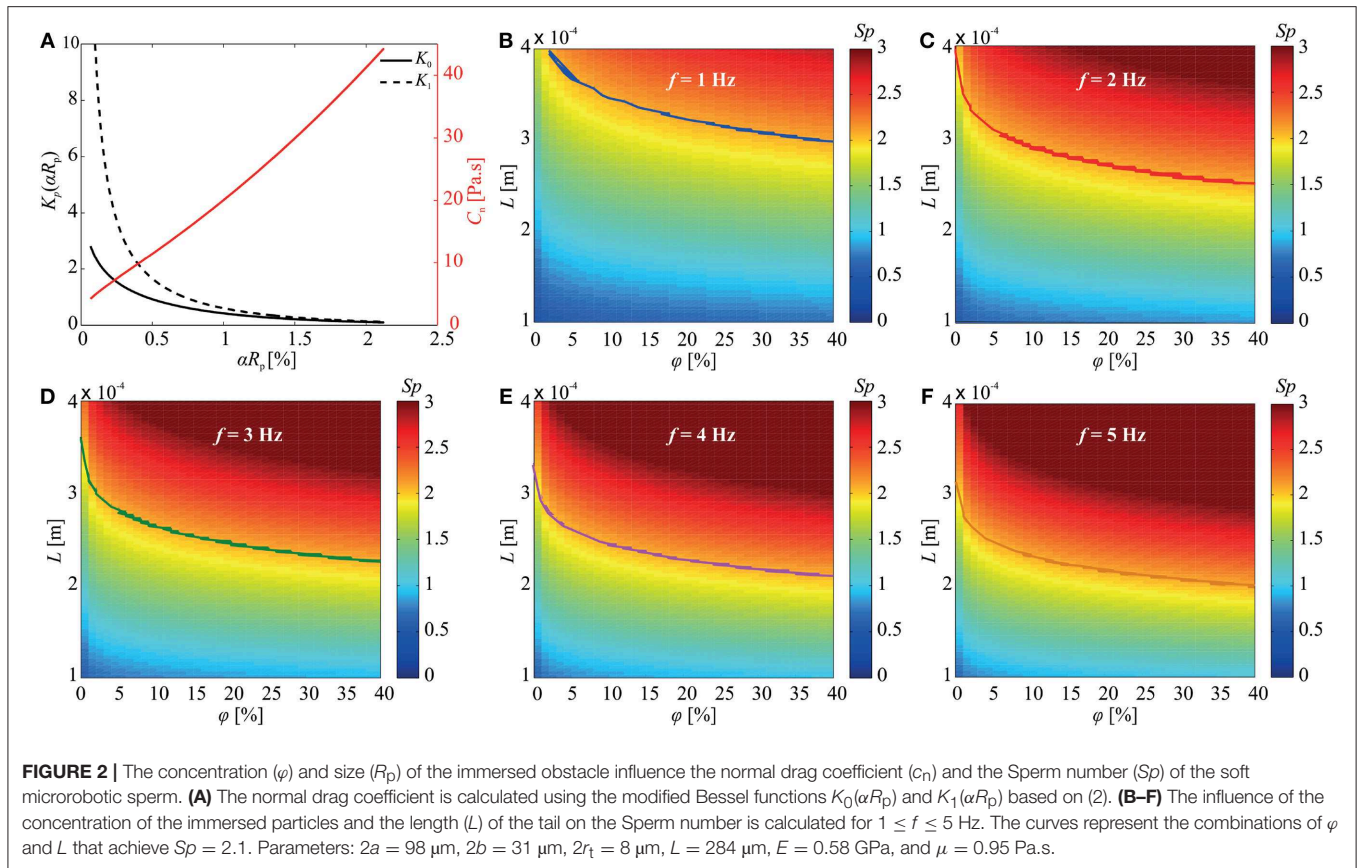 A
K₀
K₁
10
8
6
4
2
0
Kₚ(αRₚ)
40
30
20
10
0
Cₙ [Pa.s]
0 0.5 1 1.5 2 2.5
αRₚ[%]
B
x 10⁻⁴
Sp
f = 1 Hz
4
3
2
1
L [m]
0 5 10 15 20 25 30 35 40
φ [%]
3
2.5
2
1.5
1
0.5
0
C
x 10⁻⁴
Sp
f = 2 Hz
4
3
2
1
L [m]
0 5 10 15 20 25 30 35 40
φ [%]
3
2.5
2
1.5
1
0.5
0
D
x 10⁻⁴
Sp
f = 3 Hz
4
3
2
1
L [m]
0 5 10 15 20 25 30 35 40
φ [%]
3
2.5
2
1.5
1
0.5
0
E
x 10⁻⁴
Sp
f = 4 Hz
4
3
2
1
L [m]
0 5 10 15 20 25 30 35 40
φ [%]
3
2.5
2
1.5
1
0.5
0
F
x 10⁻⁴
Sp
f = 5 Hz
4
3
2
1
L [m]
0 5 10 15 20 25 30 35 40
φ [%]
3
2.5
2
1.5
1
0.5
0
FIGURE 2 | The concentration (φ) and size (Rp) of the immersed obstacle influence the normal drag coefficient (cn) and the Sperm number (Sp) of the soft
microrobotic sperm. (A) The normal drag coefficient is calculated using the modified Bessel functions K0(αRp) and K1(αRp) based on (2). (B–F) The influence of the
concentration of the immersed particles and the length (L) of the tail on the Sperm number is calculated for 1 ≤ f ≤ 5 Hz. The curves represent the combinations of φ
and L that achieve Sp = 2.1. Parameters: 2a = 98 μm, 2b = 31 μm, 2rt = 8 μm, L = 284 μm, E = 0.58 GPa, and μ = 0.95 Pa.s.